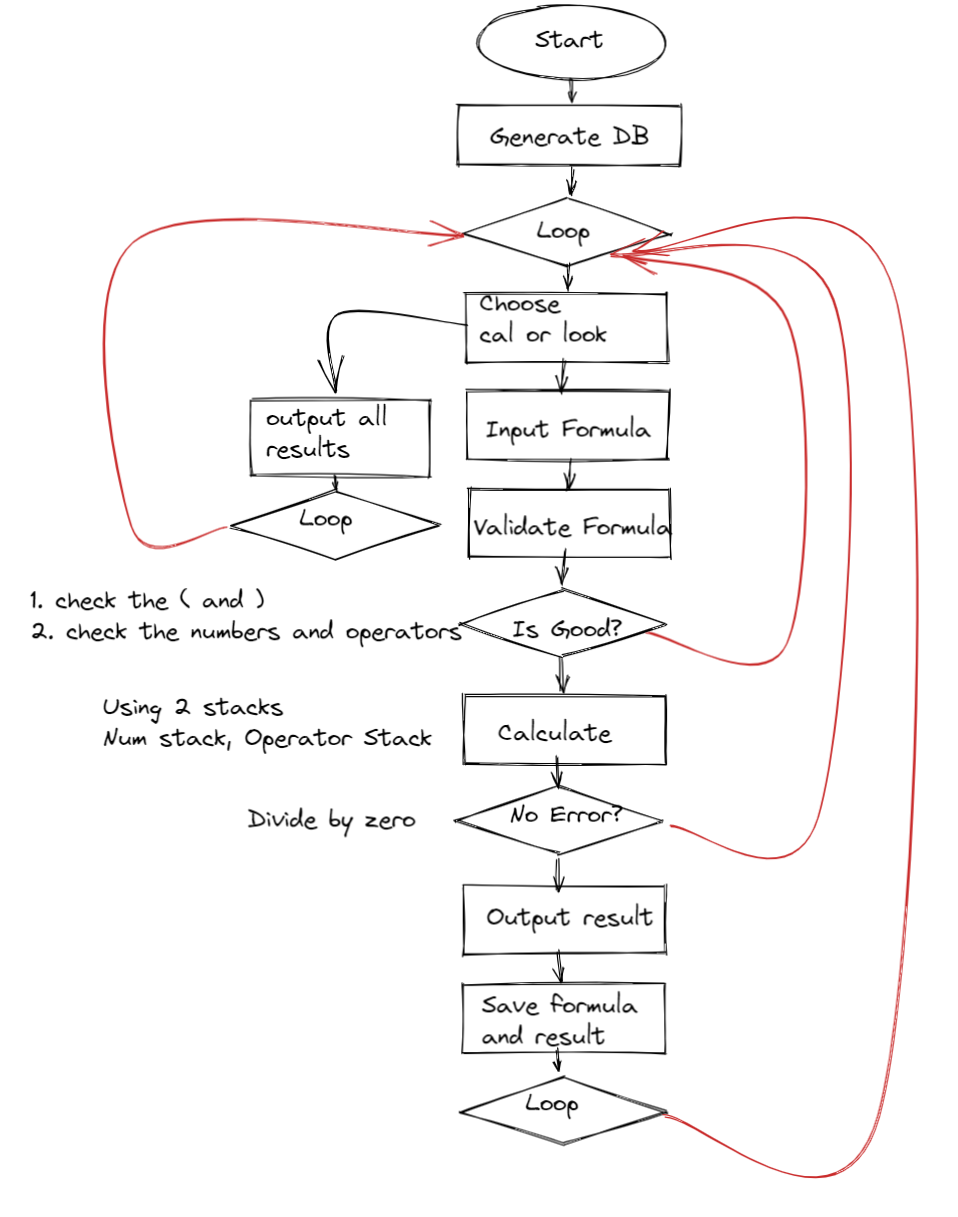 Start
Generate DB
Loop
Choose
cal or look
output all
results
Input Formula
Loop
Validate Formula
1. check the ( and )
2. check the numbers and operators
Is Good?
Using 2 stacks
Num stack, Operator Stack
Calculate
Divide by zero
No Error?
Output result
Save formula
and result
Loop